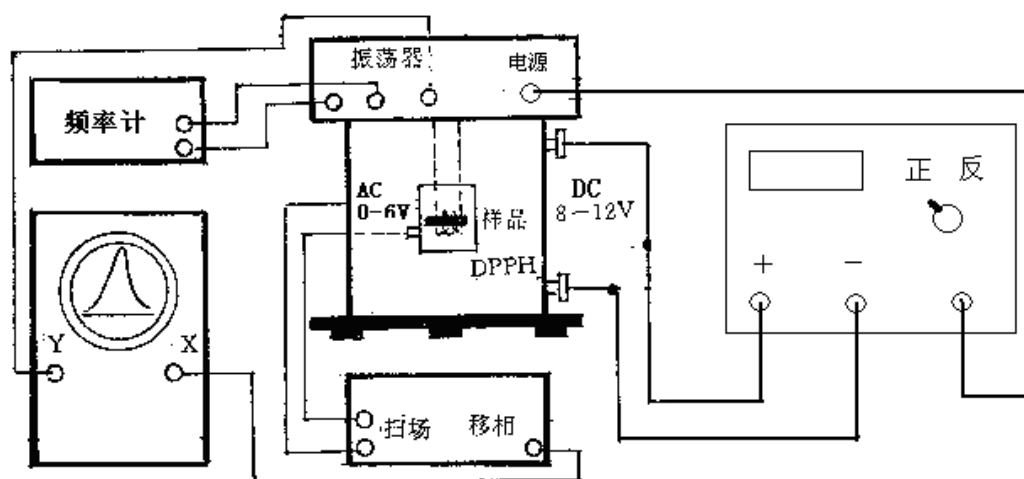 振荡器
电源
频率计
AC
0-6V
样品
DPPH
DC
8-12V
正 反
+ −
Y X
扫场 移相